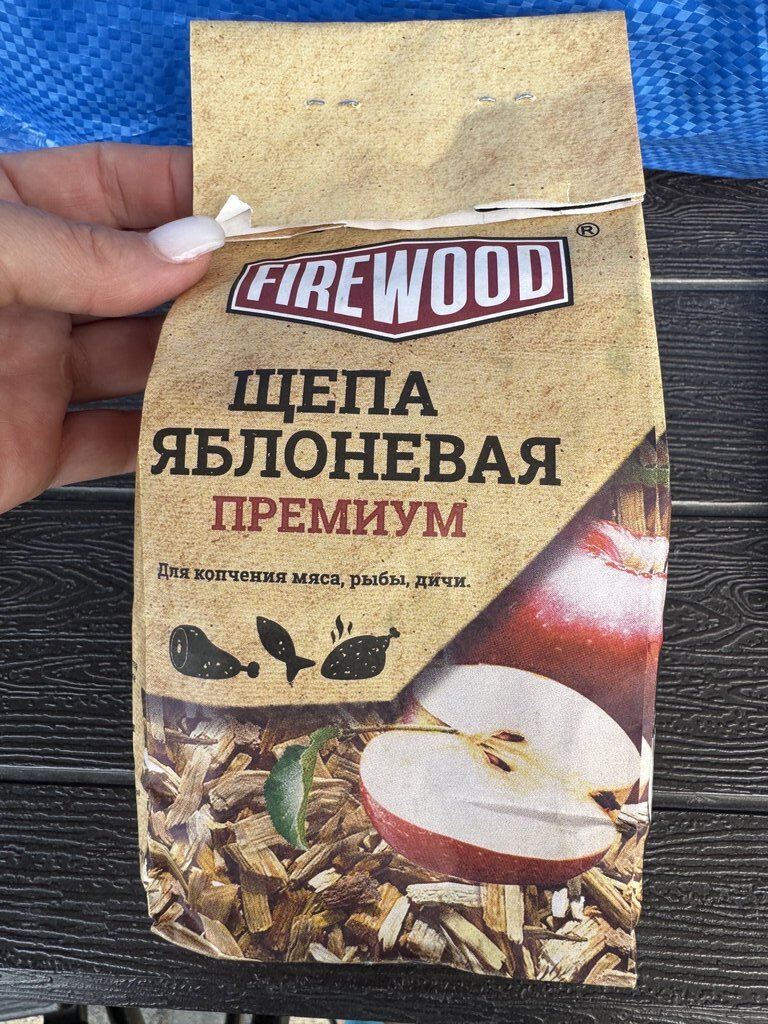 FIREWOOD ®
ЩЕПА
ЯБЛОНЕВАЯ
ПРЕМИУМ
Для копчения мяса, рыбы, дичи.